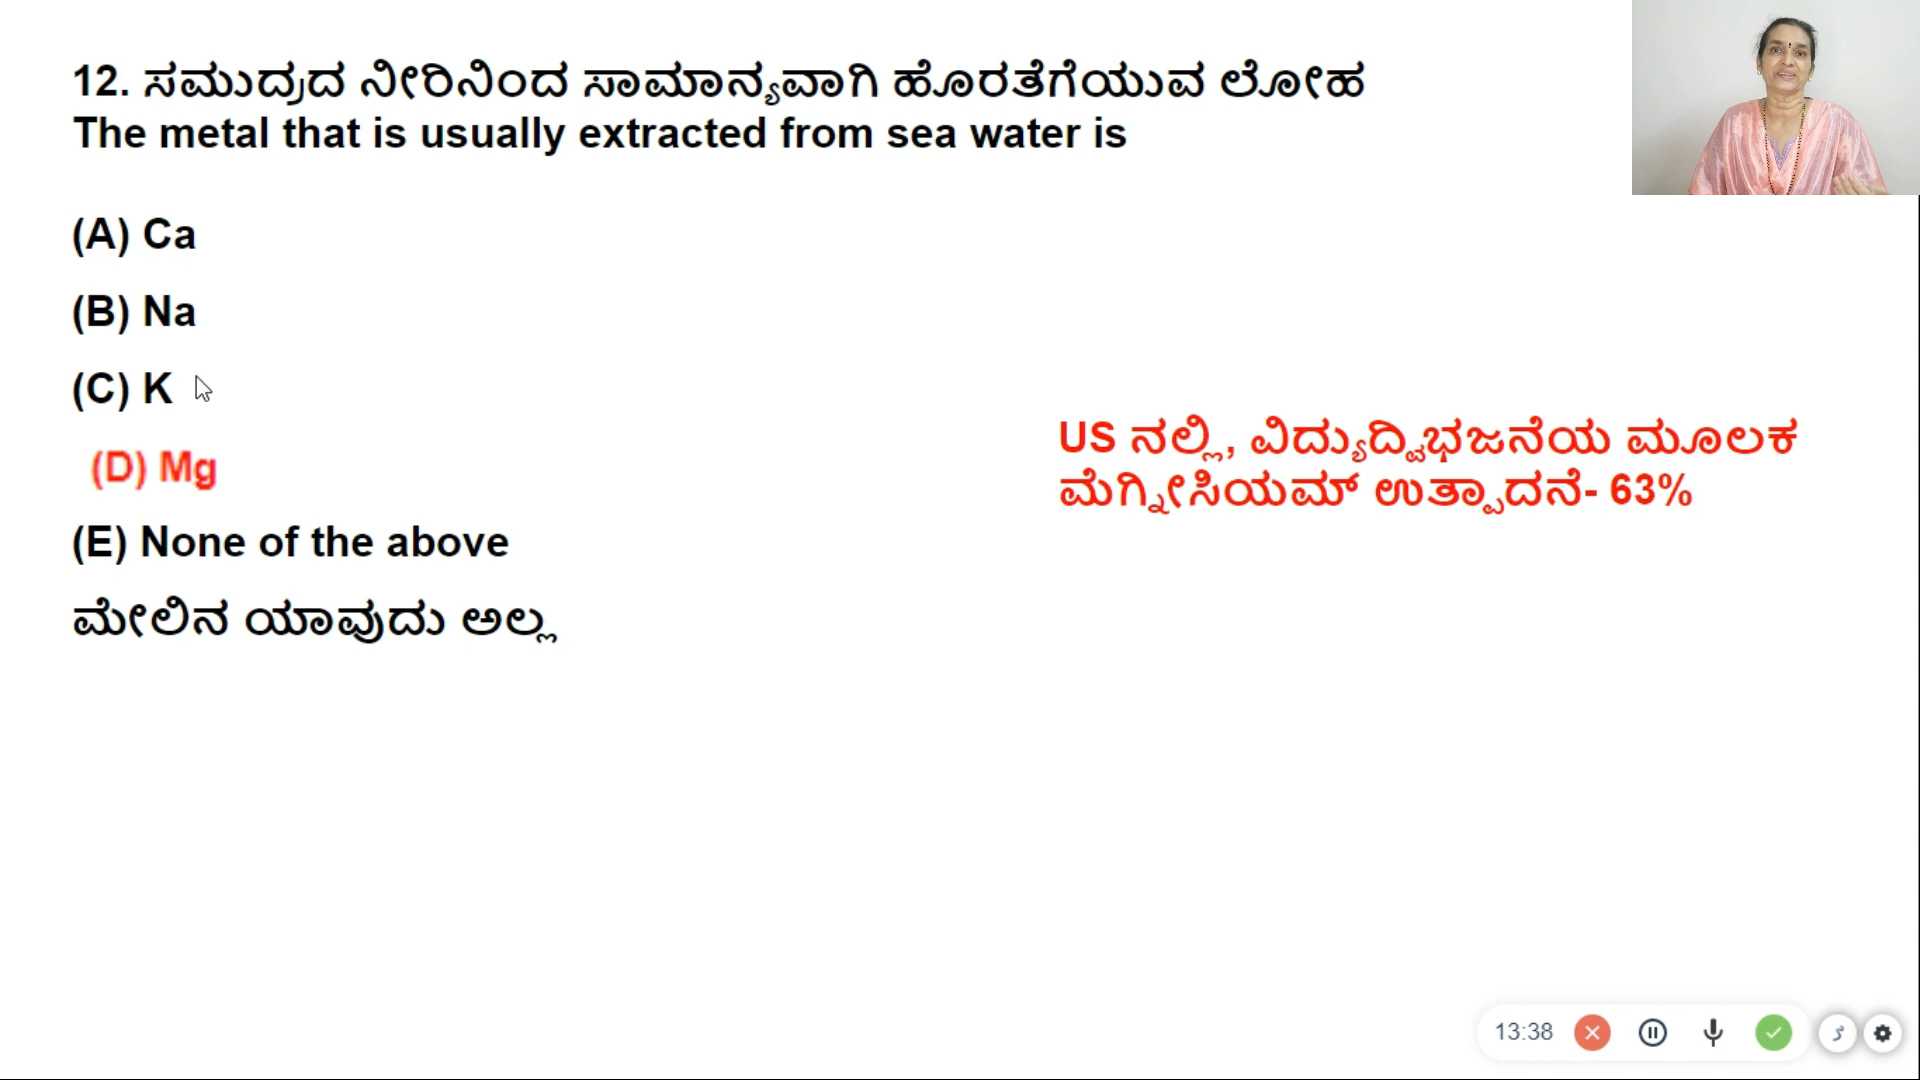 12. ಸಮುದ್ರದ ನೀರಿನಿಂದ ಸಾಮಾನ್ಯವಾಗಿ ಹೊರತೆಗೆಯುವ ಲೋಹ
The metal that is usually extracted from sea water is
(A) Ca
(B) Na
(C) K
(D) Mg
(E) None of the above
ಮೇಲಿನ ಯಾವುದು ಅಲ್ಲ
US ನಲ್ಲಿ, ವಿದ್ಯುದ್ವಿಭಜನೆಯ ಮೂಲಕ
ಮೆಗ್ನೀಸಿಯಮ್ ಉತ್ಪಾದನೆ- 63%
13:38